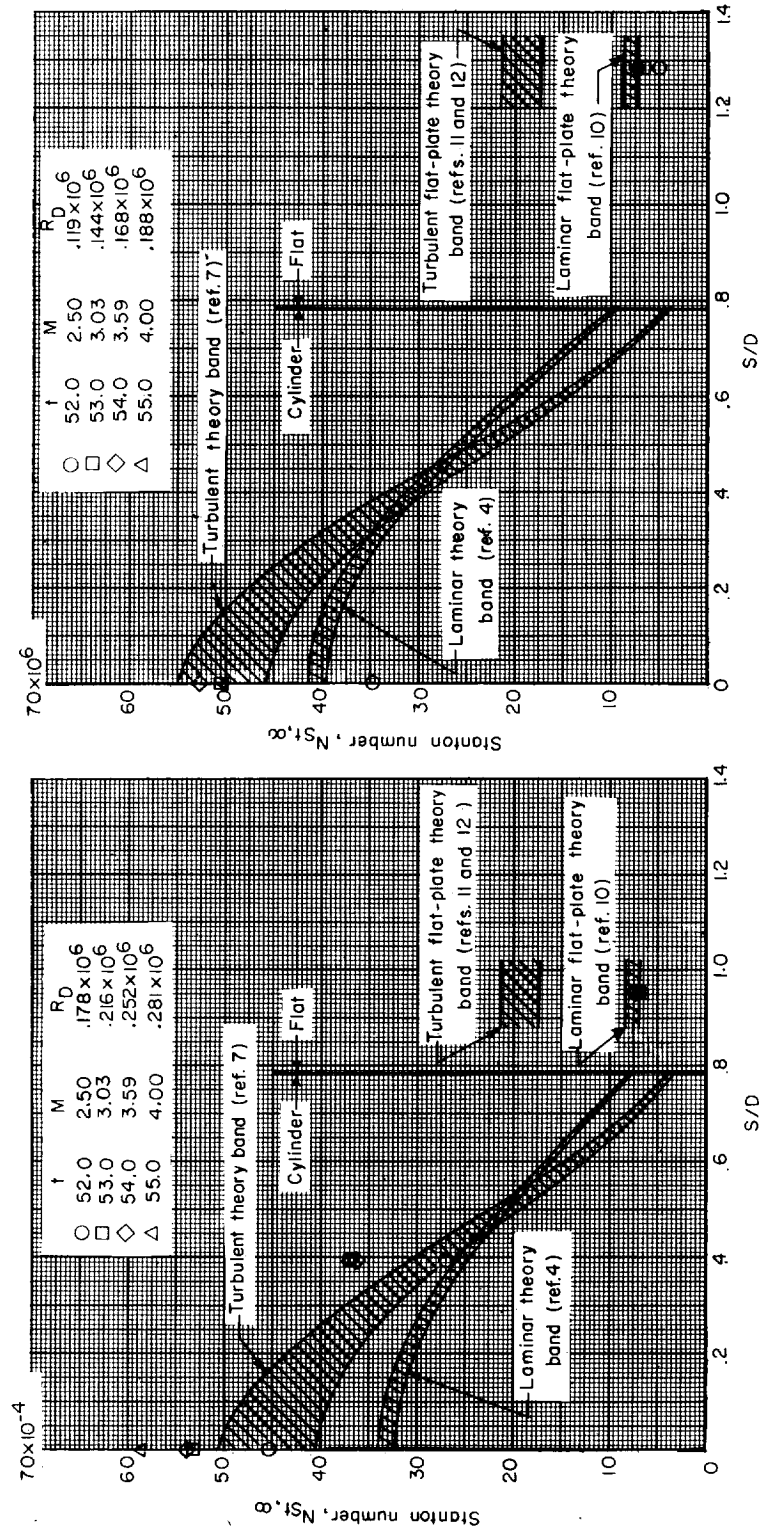 70×10⁻⁴
60
50
40
30
20
10
0
Stanton number, N_St,∞
.2
.4
.6
.8
1.0
1.2
1.4
S/D
t M R_D
○ 52.0 2.50 .178×10⁶
□ 53.0 3.03 .216×10⁶
◇ 54.0 3.59 .252×10⁶
△ 55.0 4.00 .281×10⁶
Turbulent theory band (ref. 7)
Cylinder Flat
Laminar theory
band (ref.4)
Turbulent flat-plate theory
band (refs. 11 and 12)
Laminar flat-plate theory
band (ref. 10)
70×10⁶
60
50
40
30
20
10
0
Stanton number, N_St,∞
0
.2
.4
.6
.8
1.0
1.2
1.4
S/D
t M R_D
○ 52.0 2.50 .119×10⁶
□ 53.0 3.03 .144×10⁶
◇ 54.0 3.59 .168×10⁶
△ 55.0 4.00 .188×10⁶
Turbulent theory band (ref. 7)
Cylinder Flat
Laminar theory
band (ref. 4)
Turbulent flat-plate theory
band (refs. 11 and 12)
Laminar flat-plate theory
band (ref. 10)